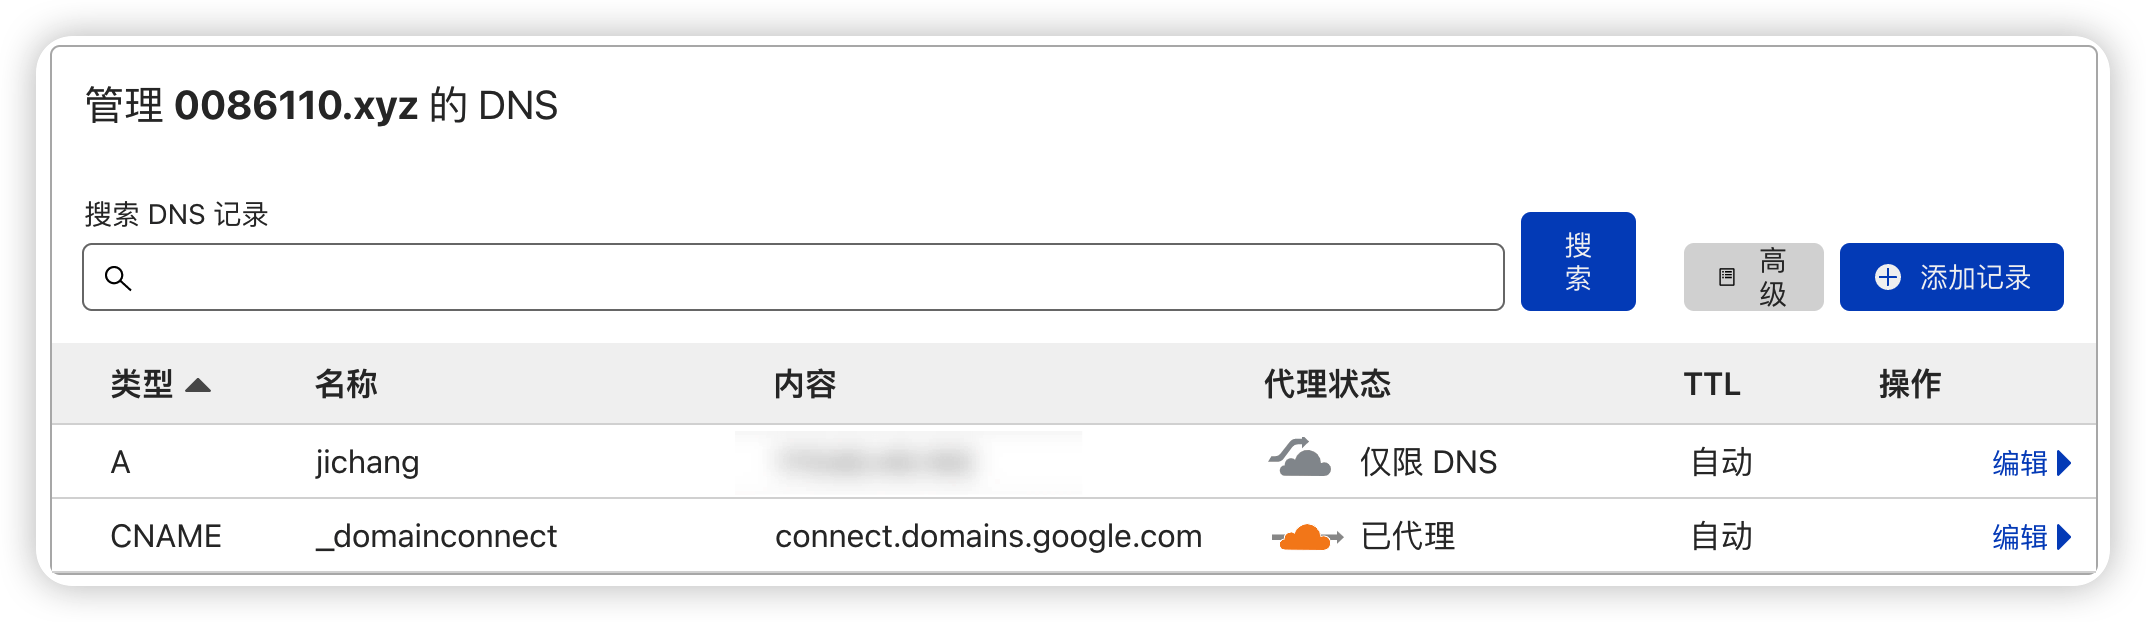 管理 0086110.xyz 的 DNS
搜索 DNS 记录
搜
索
高
级
添加记录
类型 名称 内容 代理状态 TTL 操作
A jichang 仅限 DNS 自动 编辑
CNAME _domainconnect connect.domains.google.com 已代理 自动 编辑